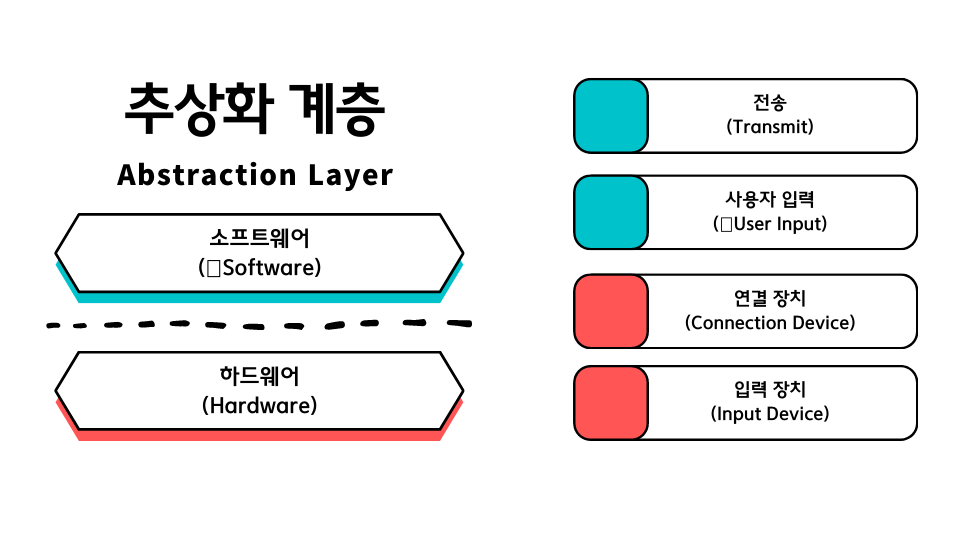 추상화 계층
Abstraction Layer
소프트웨어
(□Software)
하드웨어
(Hardware)
전송
(Transmit)
사용자 입력
(□User Input)
연결 장치
(Connection Device)
입력 장치
(Input Device)